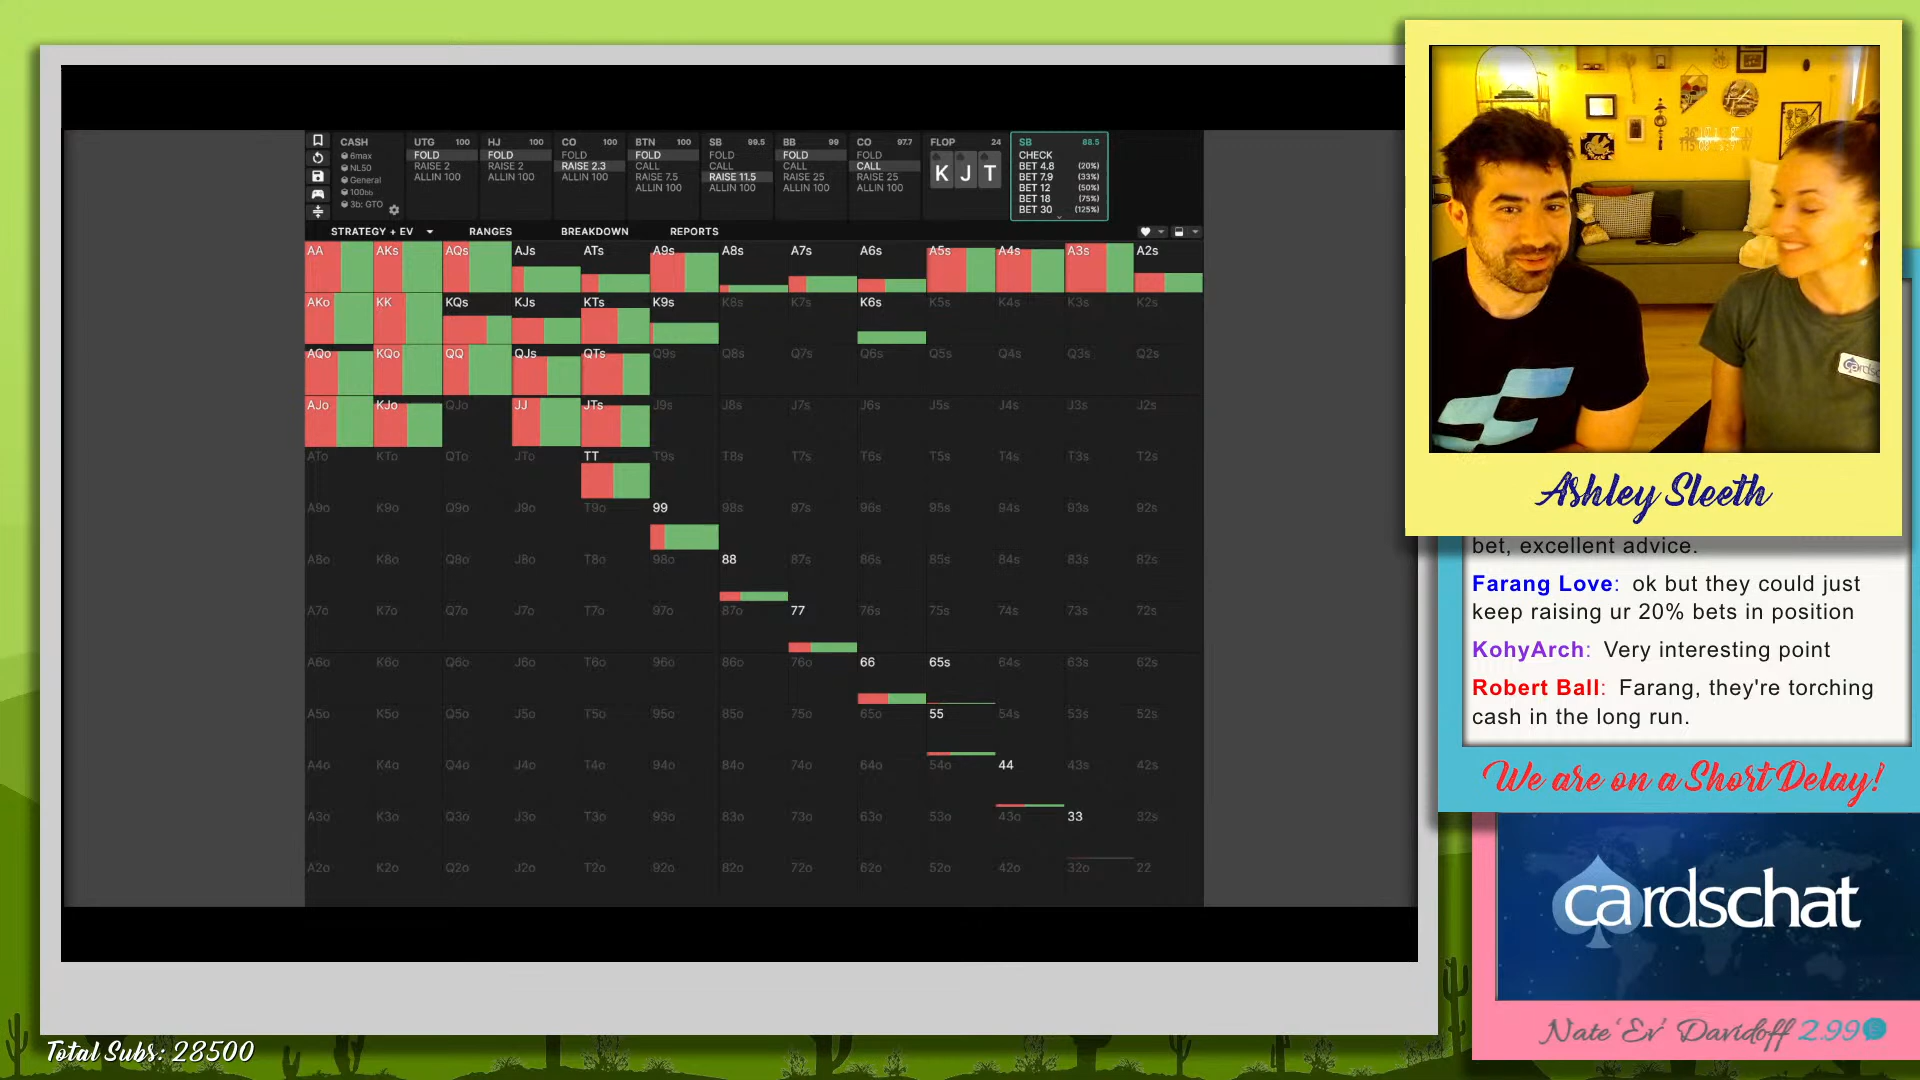 CASH
6max
NL50
General
100bb
3b: GTO
UTG 100
FOLD
RAISE 2
ALLIN 100
HJ 100
FOLD
RAISE 2
ALLIN 100
CO 100
FOLD
RAISE 2.3
ALLIN 100
BTN 100
FOLD
CALL
RAISE 7.5
ALLIN 100
SB 99.5
FOLD
CALL
RAISE 11.5
ALLIN 100
BB 99
FOLD
CALL
RAISE 25
ALLIN 100
CO 97.7
FOLD
CALL
RAISE 25
ALLIN 100
FLOP 24
K J T
SB 88.5
CHECK
BET 4.8 (20%)
BET 7.9 (33%)
BET 12 (50%)
BET 18 (75%)
BET 30 (125%)
STRATEGY + EV RANGES BREAKDOWN REPORTS
AA AKs AQs AJs ATs A9s A8s A7s A6s A5s A4s A3s A2s
AKo KK KQs KJs KTs K9s K8s K7s K6s K5s K4s K3s K2s
AQo KQo QQ QJs QTs Q9s Q8s Q7s Q6s Q5s Q4s Q3s Q2s
AJo KJo QJo JJ JTs J9s J8s J7s J6s J5s J4s J3s J2s
ATo KTo QTo JTo TT T9s T8s T7s T6s T5s T4s T3s T2s
A9o K9o Q9o J9o T9o 99 98s 97s 96s 95s 94s 93s 92s
A8o K8o Q8o J8o T8o 98o 88 87s 86s 85s 84s 83s 82s
A7o K7o Q7o J7o T7o 97o 87o 77 76s 75s 74s 73s 72s
A6o K6o Q6o J6o T6o 96o 86o 76o 66 65s 64s 63s 62s
A5o K5o Q5o J5o T5o 95o 85o 75o 65o 55 54s 53s 52s
A4o K4o Q4o J4o T4o 94o 84o 74o 64o 54o 44 43s 42s
A3o K3o Q3o J3o T3o 93o 83o 73o 63o 53o 43o 33 32s
A2o K2o Q2o J2o T2o 92o 82o 72o 62o 52o 42o 32o 22
Ashley Sleeth
bet, excellent advice.
Farang Love: ok but they could just
keep raising ur 20% bets in position
KohyArch: Very interesting point
Robert Ball: Farang, they're torching
cash in the long run.
We are on a Short Delay!
cardschat
Nate 'Ev' Davidoff 2.99
Total Subs: 28500